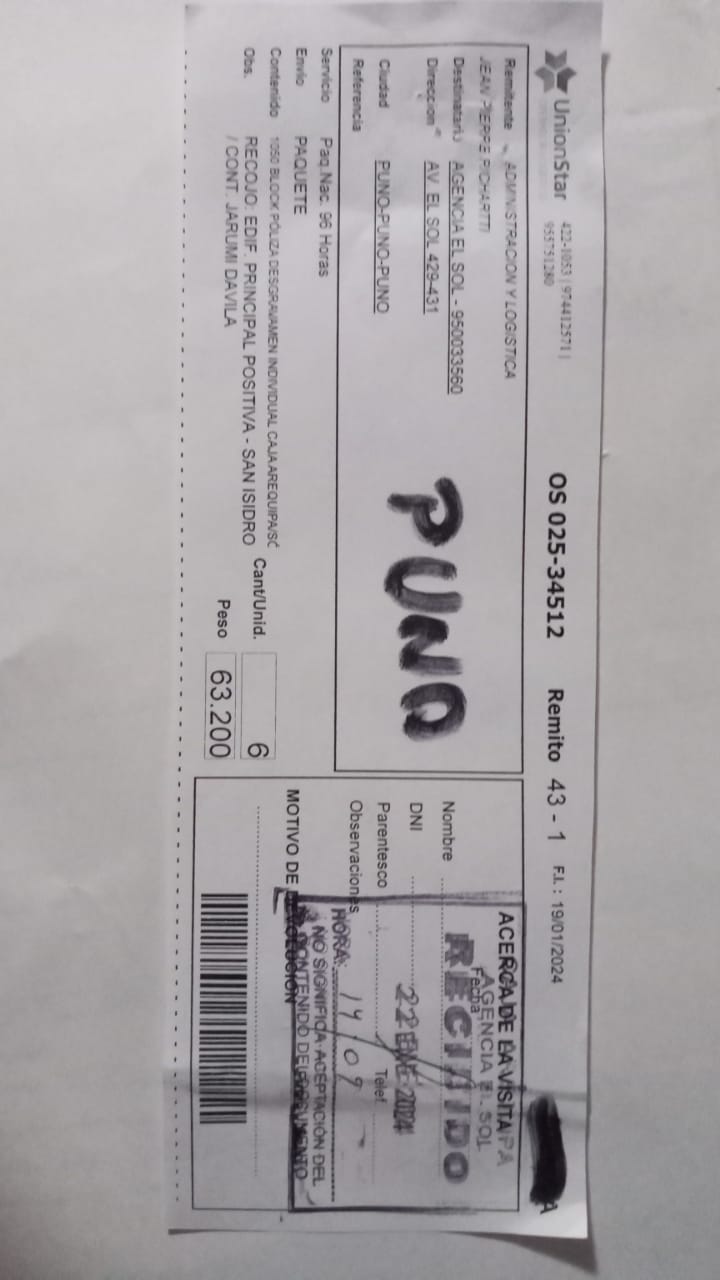 UnionStar
422-1053 | 974412571 |
955751280
OS 025-34512
Remito 43 - 1
F.I. : 19/01/2024
A
Remitente ADMINISTRACION Y LOGISTICA
JEAN PIERRE PICHARTTI
Destinatario AGENCIA EL SOL - 950033560
Direccion AV EL SOL 429-431
Ciudad PUNO-PUNO-PUNO
Referencia
PUNO
Servicio Paq.Nac. 96 Horas
Envio PAQUETE
Contenido 1050 BLOCK PÓLIZA DESGRAVAMEN INDIVIDUAL CAJA AREQUIPA/SC
Obs. RECOJO: EDIF. PRINCIPAL POSITIVA - SAN ISIDRO
/ CONT. JARUMI DAVILA
Cant/Unid. 6
Peso 63.200
ACERCA DE LA VISITA
Fecha
Nombre
DNI
Telef
Parentesco
Observaciones
MOTIVO DE DEVOLUCIÓN
AGENCIA EL SOL
RECIBIDO
22 ENE 2024
HORA: 14:09
NO SIGNIFICA ACEPTACIÓN DEL
CONTENIDO DEL DOCUMENTO